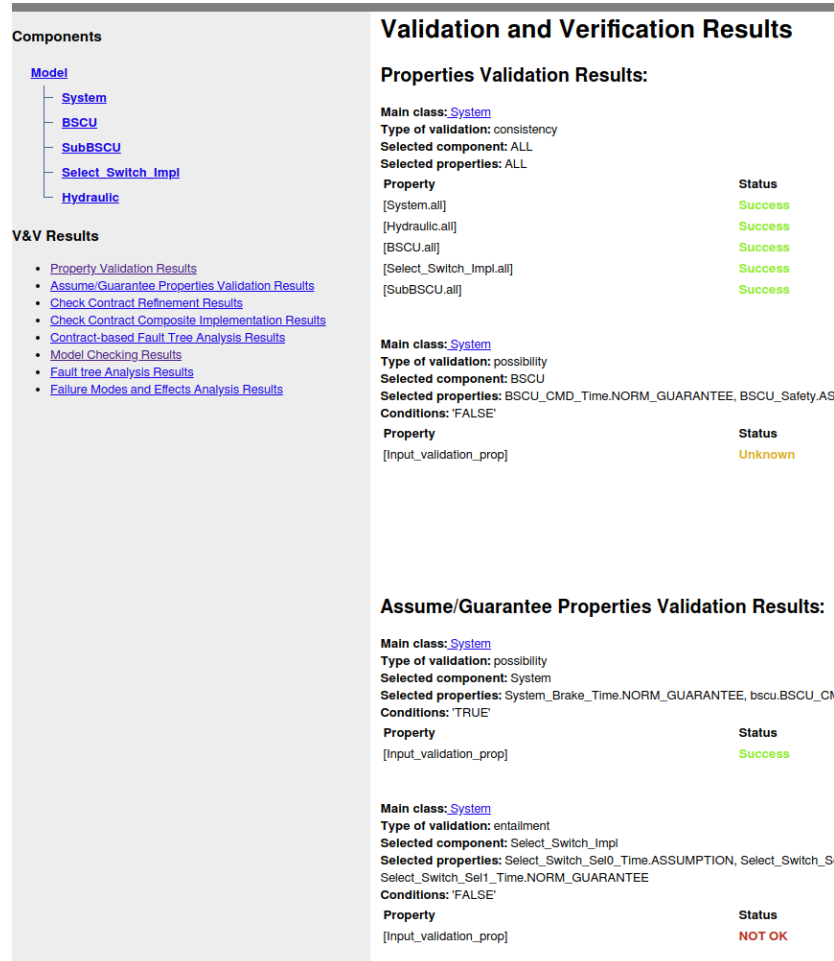 Components
Model
System
BSCU
SubBSCU
Select_Switch_Impl
Hydraulic
V&V Results
Property Validation Results
Assume/Guarantee Properties Validation Results
Check Contract Refinement Results
Check Contract Composite Implementation Results
Contract-based Fault Tree Analysis Results
Model Checking Results
Fault tree Analysis Results
Failure Modes and Effects Analysis Results
Validation and Verification Results
Properties Validation Results:
Main class: System
Type of validation: consistency
Selected component: ALL
Selected properties: ALL
Property Status
[System.all] Success
[Hydraulic.all] Success
[BSCU.all] Success
[Select_Switch_Impl.all] Success
[SubBSCU.all] Success
Main class: System
Type of validation: possibility
Selected component: BSCU
Selected properties: BSCU_CMD_Time.NORM_GUARANTEE, BSCU_Safety.AS
Conditions: 'FALSE'
Property Status
[Input_validation_prop] Unknown
Assume/Guarantee Properties Validation Results:
Main class: System
Type of validation: possibility
Selected component: System
Selected properties: System_Brake_Time.NORM_GUARANTEE, bscu.BSCU_CM
Conditions: 'TRUE'
Property Status
[Input_validation_prop] Success
Main class: System
Type of validation: entailment
Selected component: Select_Switch_Impl
Selected properties: Select_Switch_Sel0_Time.ASSUMPTION, Select_Switch_Se
Select_Switch_Sel1_Time.NORM_GUARANTEE
Conditions: 'FALSE'
Property Status
[Input_validation_prop] NOT OK